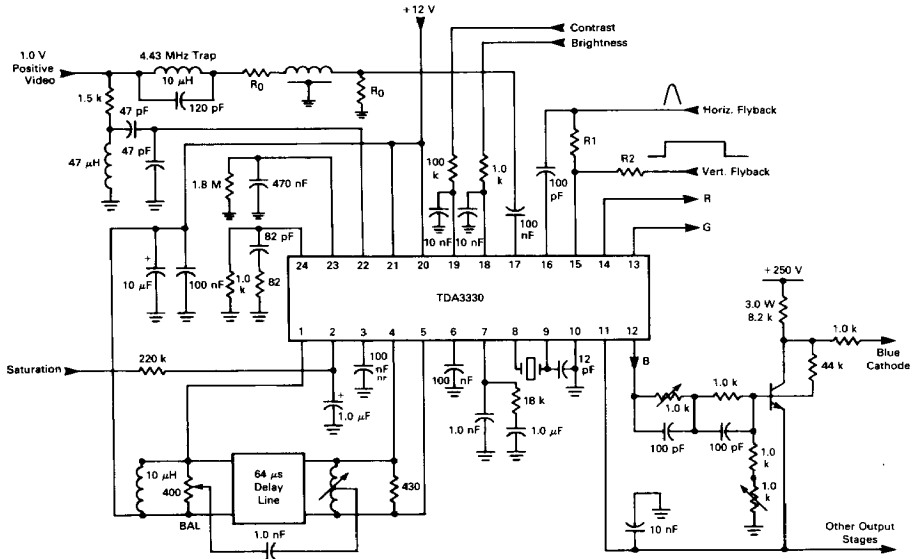 +12 V
Contrast
Brightness
1.0 V
Positive
Video
4.43 MHz Trap
10 µH
120 pF
R0
R0
1.5 k
47 pF
47 pF
47 µH
1.8 M
470 nF
100
k
1.0
k
10 nF
10 nF
100
nF
100
pF
Horiz. Flyback
R1
R2
Vert. Flyback
R
G
10 µF
100 nF
1.0
k
82 pF
82
24 23 22 21 20 19 18 17 16 15 14 13
TDA3330
1 2 3 4 5 6 7 8 9 10 11 12
+250 V
3.0 W
8.2 k
1.0 k
Blue
Cathode
44 k
Saturation
220 k
+
1.0 µF
100
nF
100 nF
12
pF
B
18 k
1.0 nF
1.0 µF
1.0 k
1.0 k
100 pF
100 pF
1.0
k
1.0
k
10 µH
400
BAL
64 µs
Delay
Line
430
1.0 nF
10 nF
Other Output
Stages